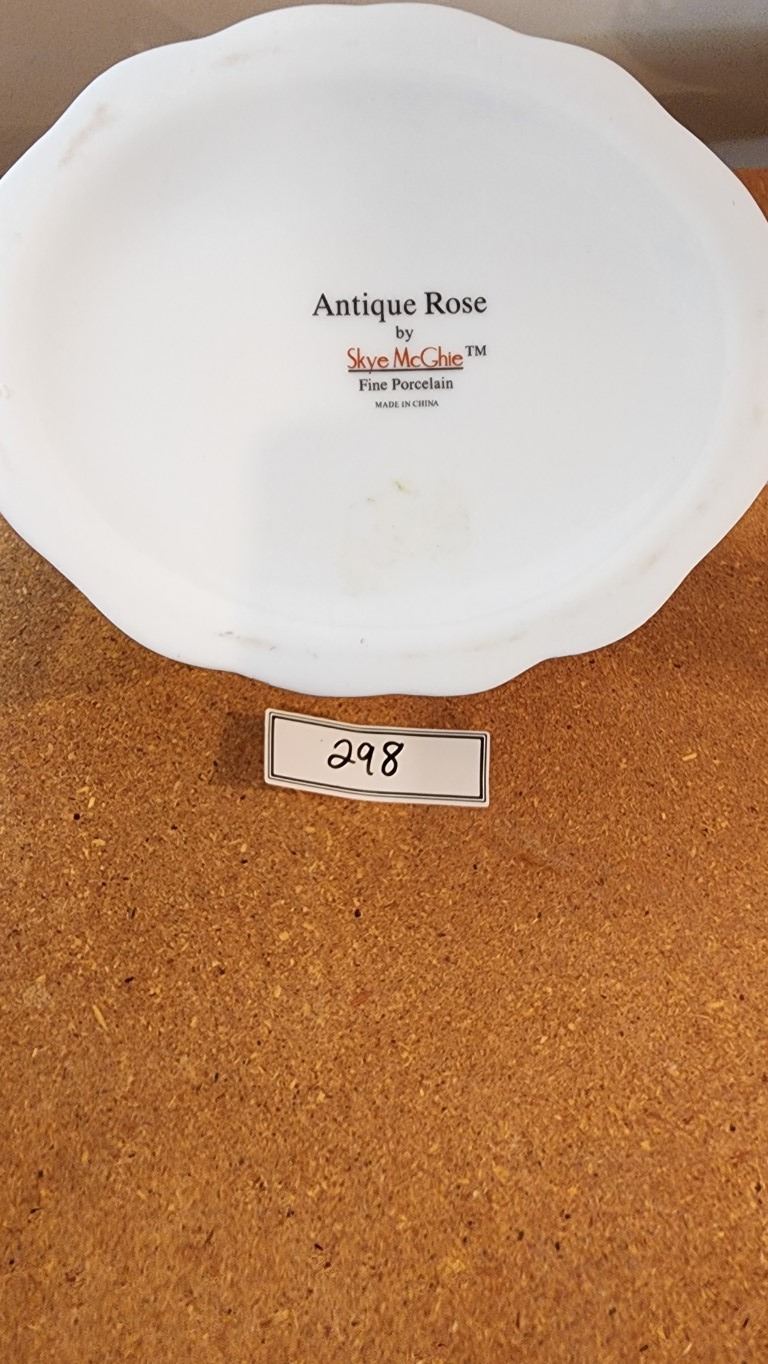 Antique Rose
by
Skye McGhie™
Fine Porcelain
MADE IN CHINA
298